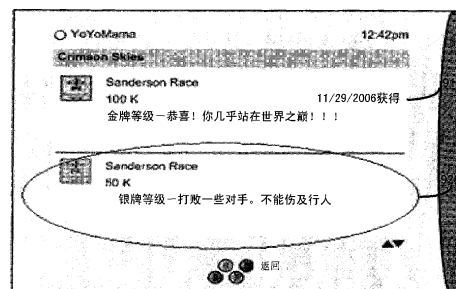 YoYoMama 12:42pm
Crimson Skies
Sanderson Race
100 K 11/29/2006获得
金牌等级－恭喜！你几乎站在世界之巅！！！
Sanderson Race
50 K
银牌等级－打败一些对手。不能伤及行人
返回